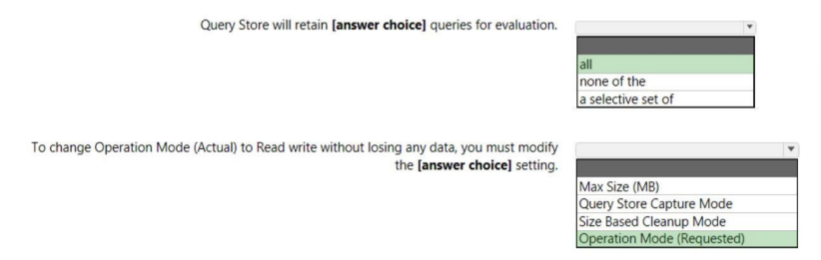 Query Store will retain [answer choice] queries for evaluation.
all
none of the
a selective set of
To change Operation Mode (Actual) to Read write without losing any data, you must modify
the [answer choice] setting.
Max Size (MB)
Query Store Capture Mode
Size Based Cleanup Mode
Operation Mode (Requested)